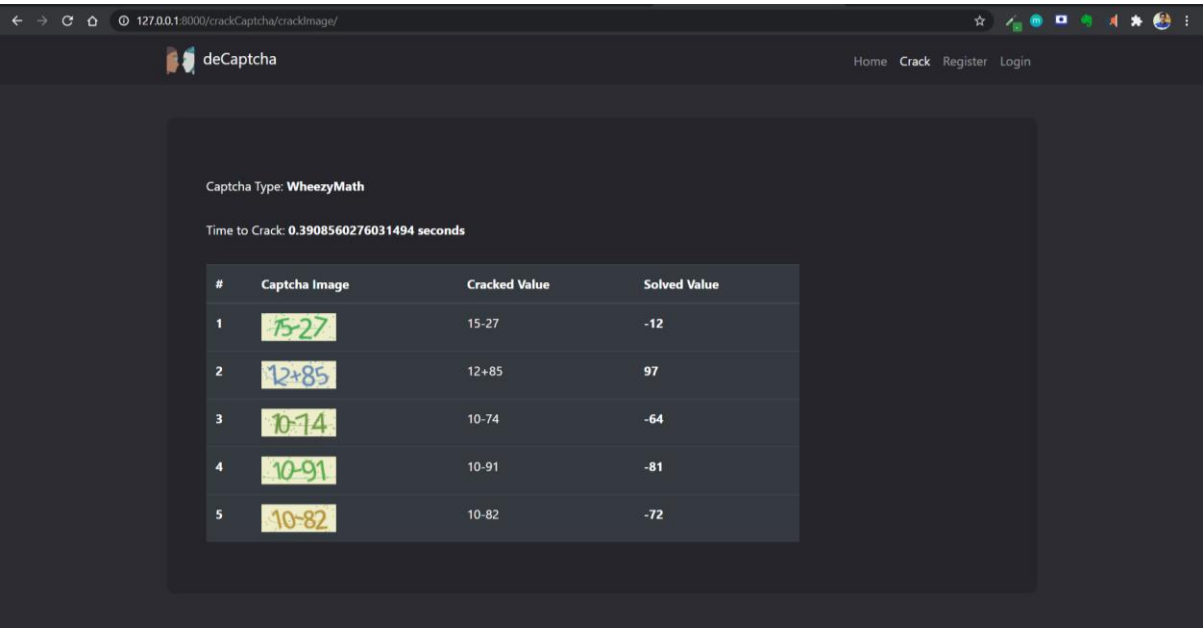 127.0.0.1:8000/crackCaptcha/crackImage/
deCaptcha
Home Crack Register Login
Captcha Type: WheezyMath
Time to Crack: 0.3908560276031494 seconds
# Captcha Image Cracked Value Solved Value
1 15-27 15-27 -12
2 12+85 12+85 97
3 10-74 10-74 -64
4 10-91 10-91 -81
5 10-82 10-82 -72